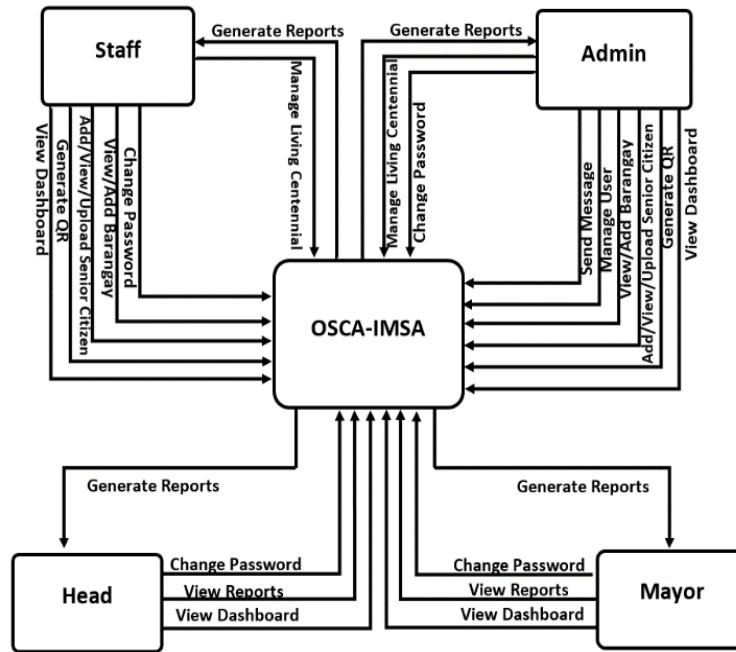 Generate Reports
Generate Reports
Staff
Admin
Manage Living Centennial
Manage Living Centennial
Change Password
View Dashboard
Generate QR
Add/View/Upload Senior Citizen
View/Add Barangay
Change Password
Send Message
Manage User
View/Add Barangay
Add/View/Upload Senior Citizen
Generate QR
View Dashboard
OSCA-IMSA
Generate Reports
Generate Reports
Head
Change Password
View Reports
View Dashboard
Change Password
View Reports
View Dashboard
Mayor